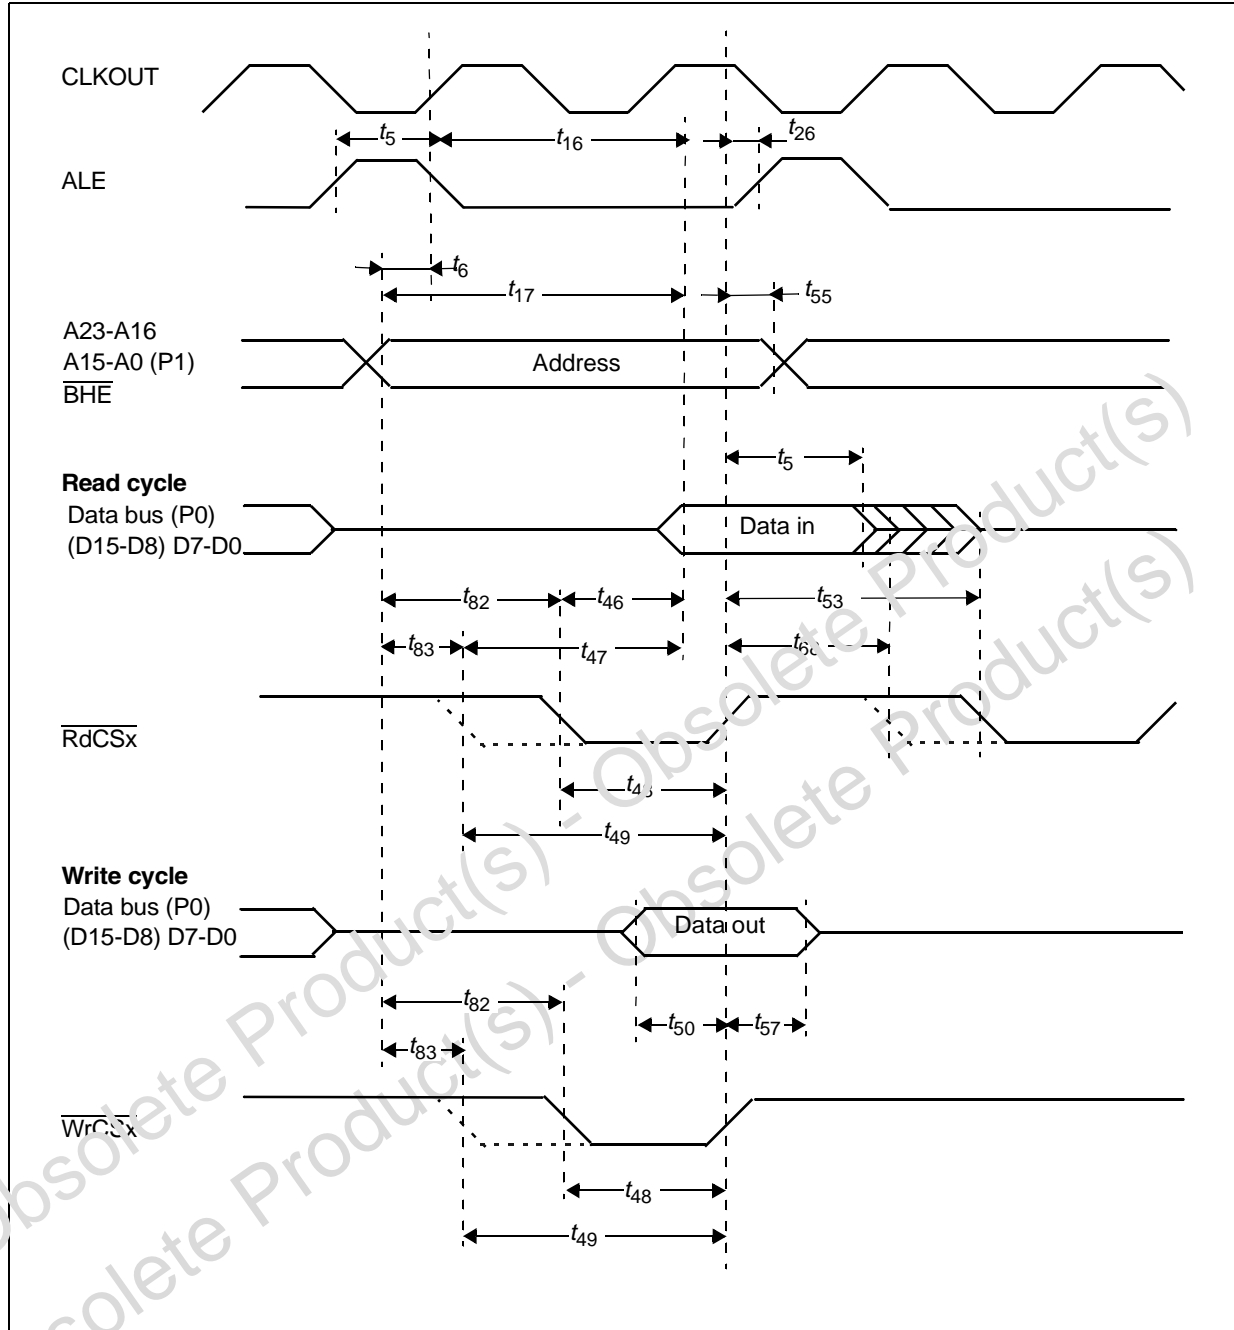 CLKOUT
t5 t16 t26
ALE
t6
t17 t55
A23-A16
A15-A0 (P1) Address
BHE
t5
Read cycle
Data bus (P0)
(D15-D8) D7-D0 Data in
t82 t46 t53
t83 t47 t68
RdCSx
t48
t49
Write cycle
Data bus (P0)
(D15-D8) D7-D0 Data out
t82
t50 t57
t83
WrCSx
t48
t49
Obsolete Product(s) - Obsolete Product(s)
Obsolete Product(s) - Obsolete Product(s)